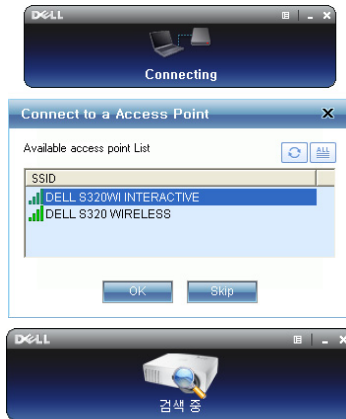 DELL
Connecting
Connect to a Access Point
Available access point List
ALL
SSID
DELL S320WI INTERACTIVE
DELL S320 WIRELESS
OK
Skip
DELL
검색 중